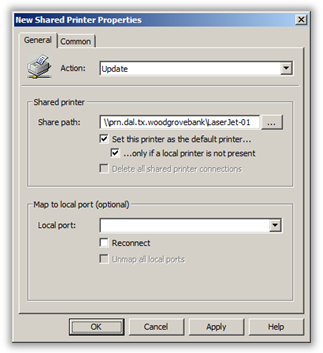 New Shared Printer Properties
General Common
Action: Update
Shared printer
Share path: \\prn.dal.tx.woodgrovebank\LaserJet-01 ...
Set this printer as the default printer...
...only if a local printer is not present
Delete all shared printer connections
Map to local port (optional)
Local port:
Reconnect
Unmap all local ports
OK Cancel Apply Help